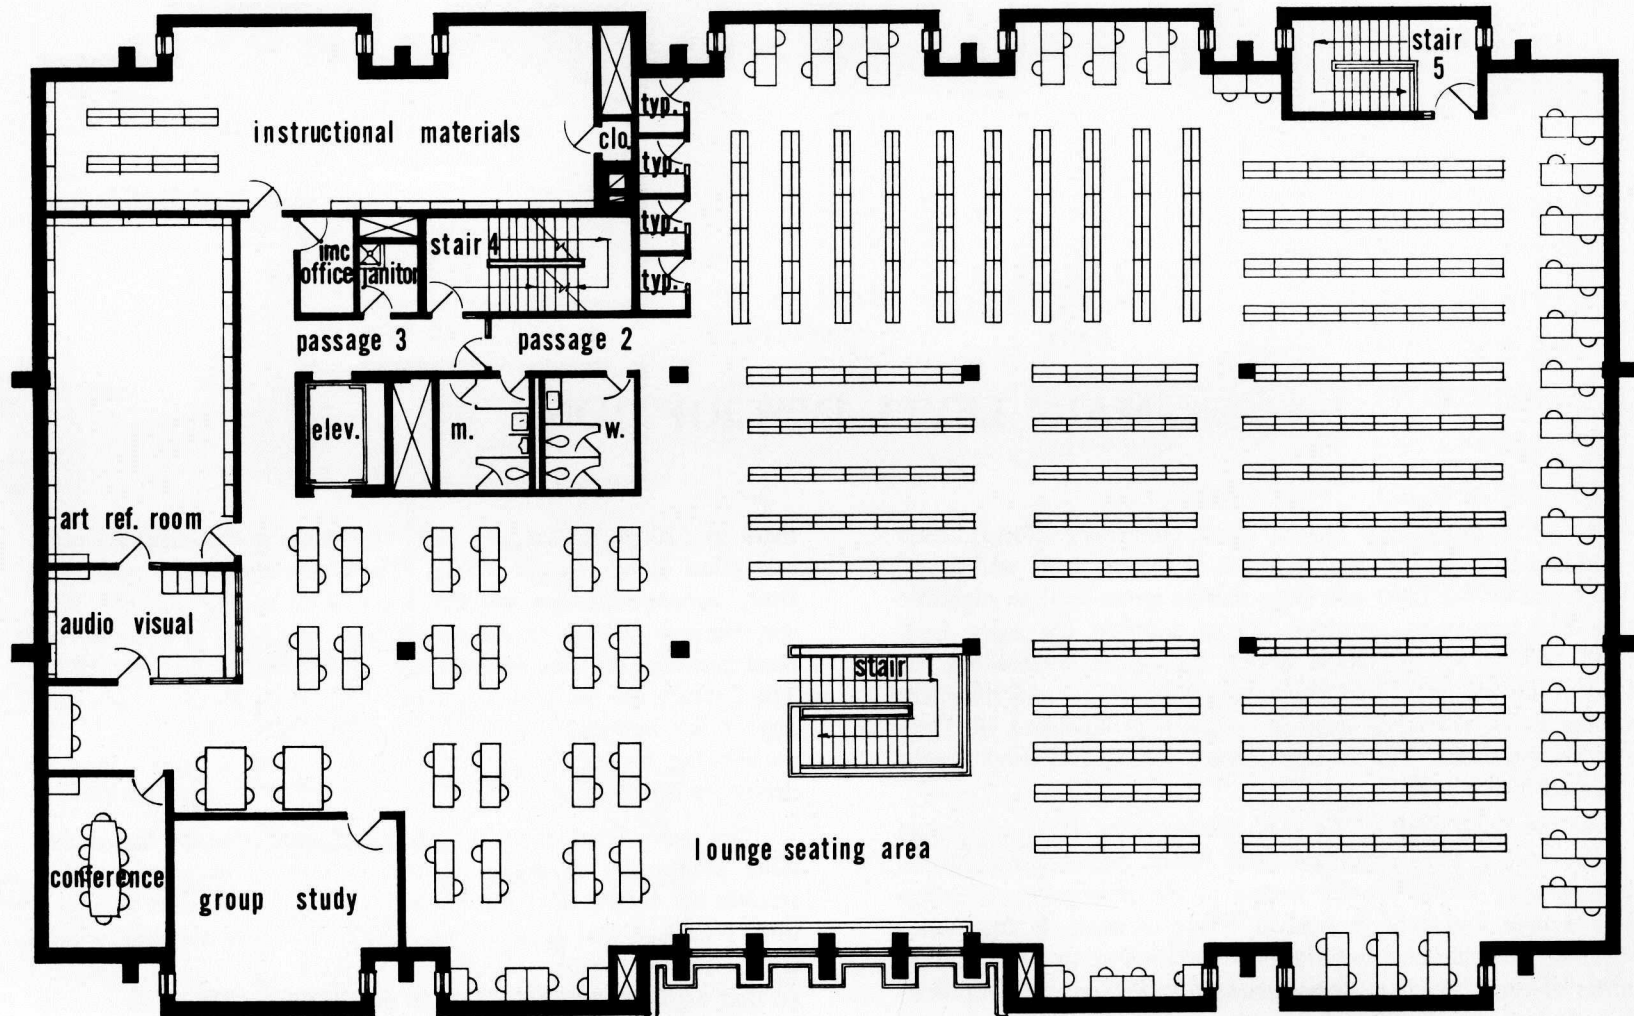 stair
5
typ.
instructional materials
clo.
typ.
typ.
stair 4
imc
office
janitor
typ.
passage 3
passage 2
elev.
m.
w.
art ref. room
audio visual
stair 1
lounge seating area
conference
group study